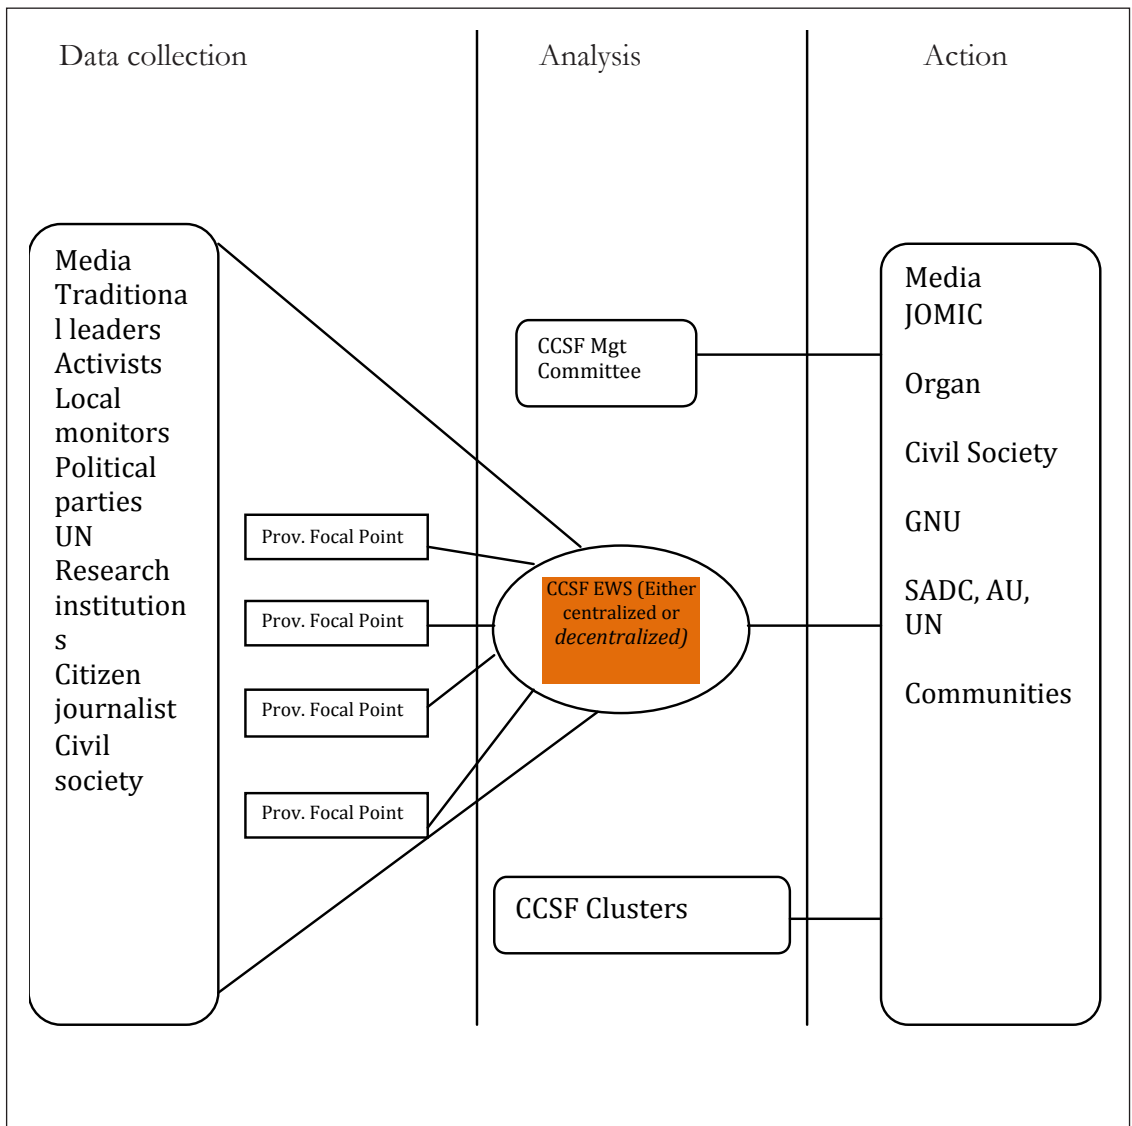 Data collection
Analysis
Action
Media
Traditiona
l leaders
Activists
Local
monitors
Political
parties
UN
Research
institution
s
Citizen
journalist
Civil
society
Prov. Focal Point
Prov. Focal Point
Prov. Focal Point
Prov. Focal Point
CCSF Mgt
Committee
CCSF EWS (Either
centralized or
decentralized)
CCSF Clusters
Media
JOMIC
Organ
Civil Society
GNU
SADC, AU,
UN
Communities